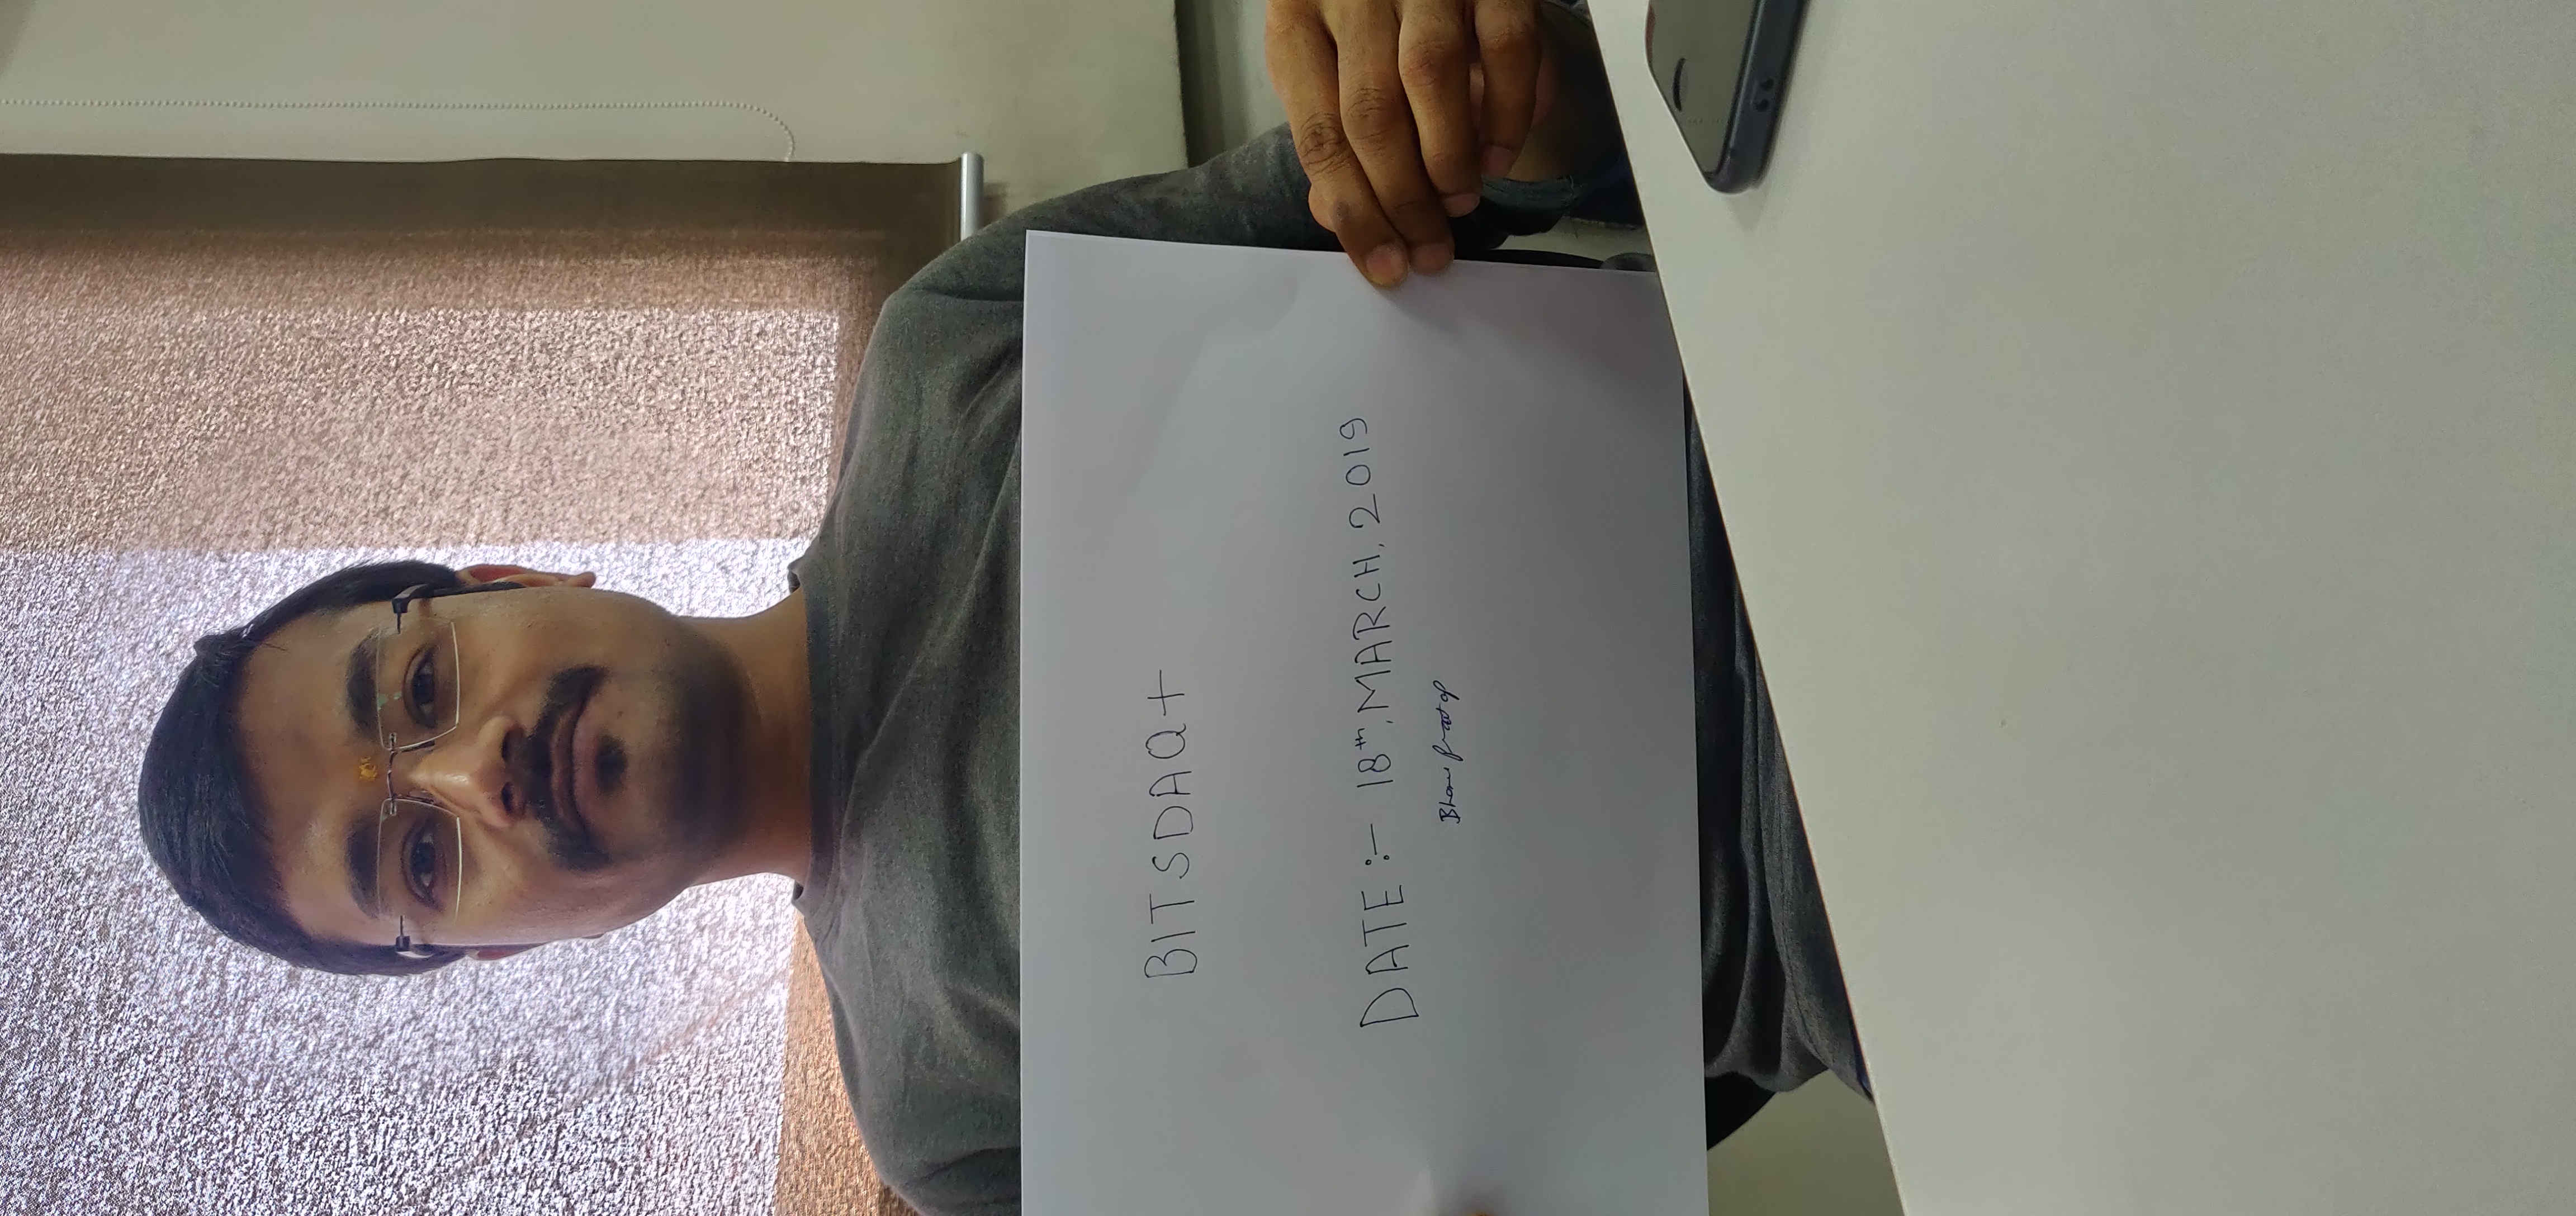 BITSDAQ+
DATE :- 18th, MARCH, 2019